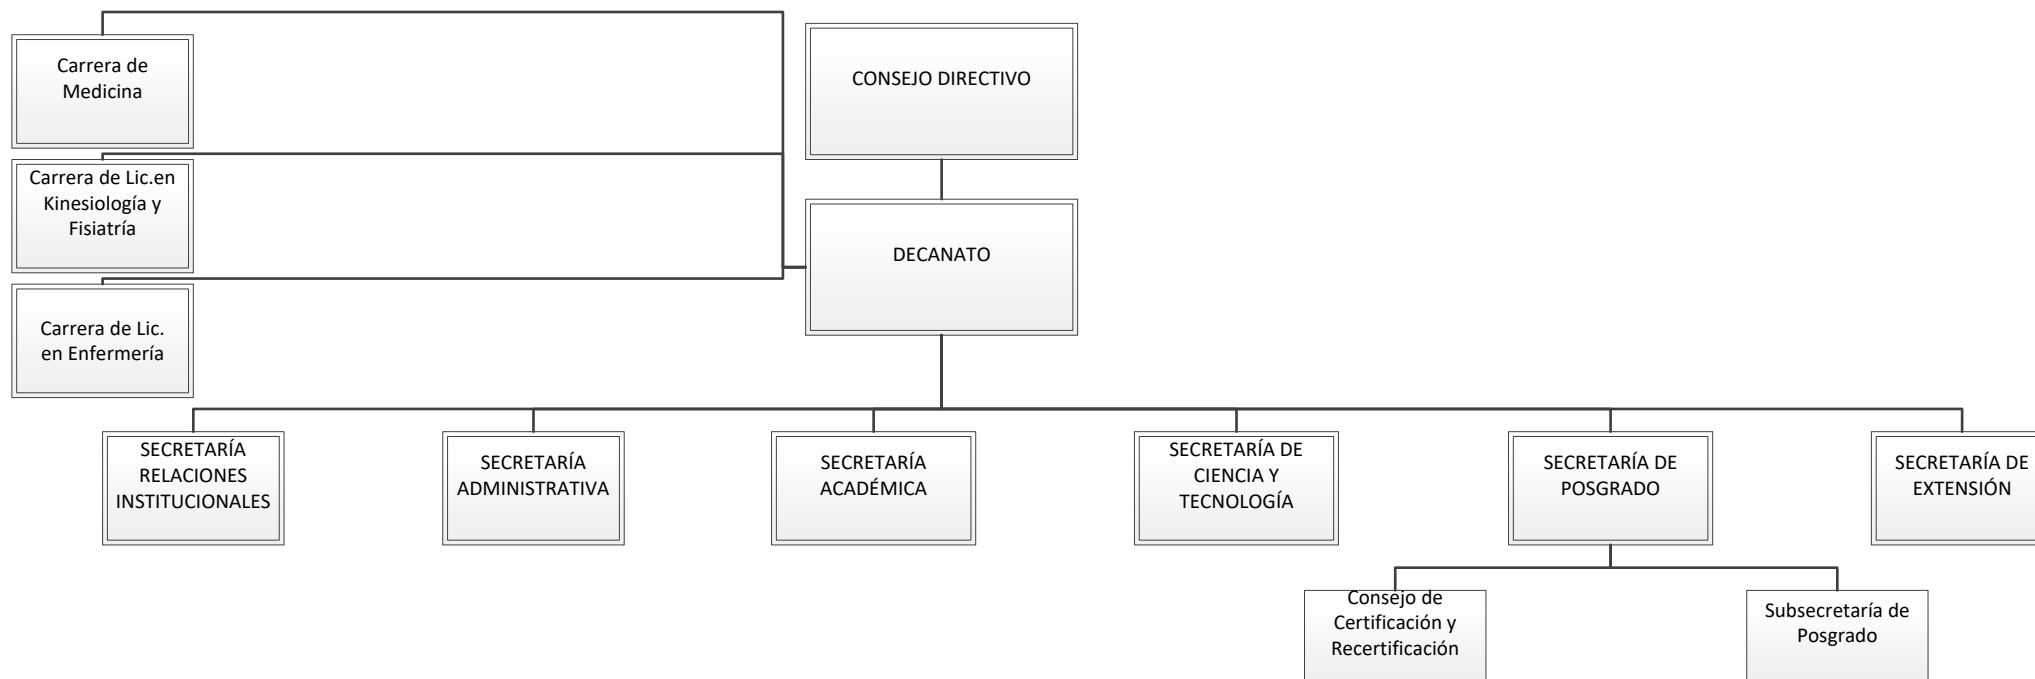 Carrera de
Medicina
CONSEJO DIRECTIVO
Carrera de Lic.en
Kinesiología y
Fisiatría
DECANATO
Carrera de Lic.
en Enfermería
SECRETARÍA
RELACIONES
INSTITUCIONALES
SECRETARÍA
ADMINISTRATIVA
SECRETARÍA
ACADÉMICA
SECRETARÍA DE
CIENCIA Y
TECNOLOGÍA
SECRETARÍA DE
POSGRADO
SECRETARÍA DE
EXTENSIÓN
Consejo de
Certificación y
Recertificación
Subsecretaría de
Posgrado